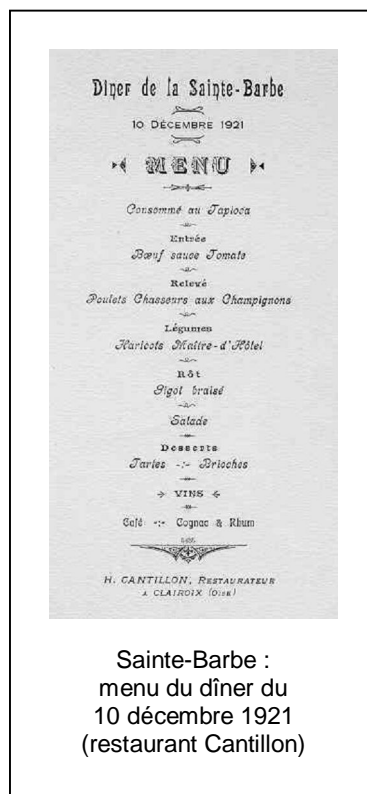 Dîner de la Sainte-Barbe
10 DÉCEMBRE 1921
MENU
Consommé au Tapioca
Entrée
Bœuf sauce Tomate
Relevé
Poulets Chasseurs aux Champignons
Légumes
Haricots Maître-d'Hôtel
Rôt
Gigot braisé
Salade
Desserts
Tartes -:- Brioches
VINS
Café -:- Cognac & Rhum
H. CANTILLON, RESTAURATEUR
A CLAIROIX (OISE)
Sainte-Barbe :
menu du dîner du
10 décembre 1921
(restaurant Cantillon)